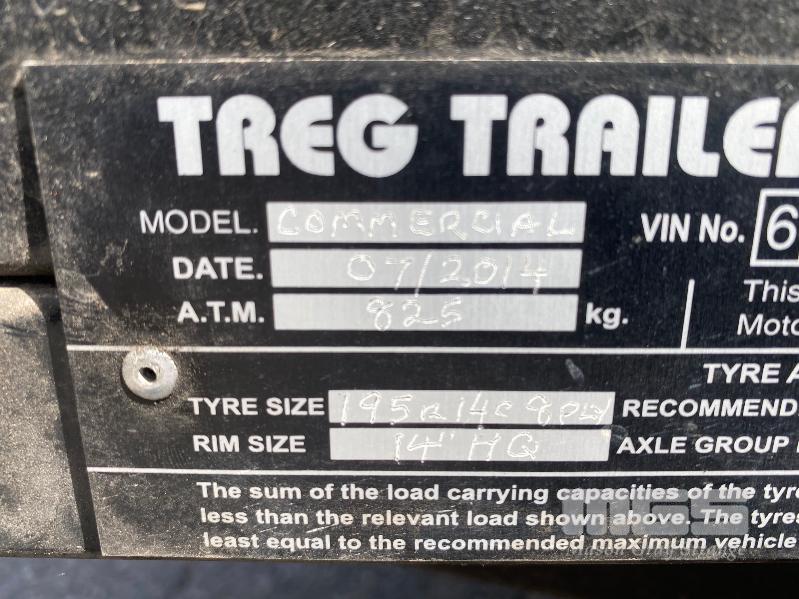 TREG TRAILE
MODEL. COMMERCIAL VIN No. 6
DATE. 07/2014
A.T.M. 825 kg.
This
Moto
TYRE A
TYRE SIZE 195R14C 8PLY RECOMMEND
RIM SIZE 14" HQ AXLE GROUP
The sum of the load carrying capacities of the tyre
less than the relevant load shown above. The tyres
least equal to the recommended maximum vehicle
MGS